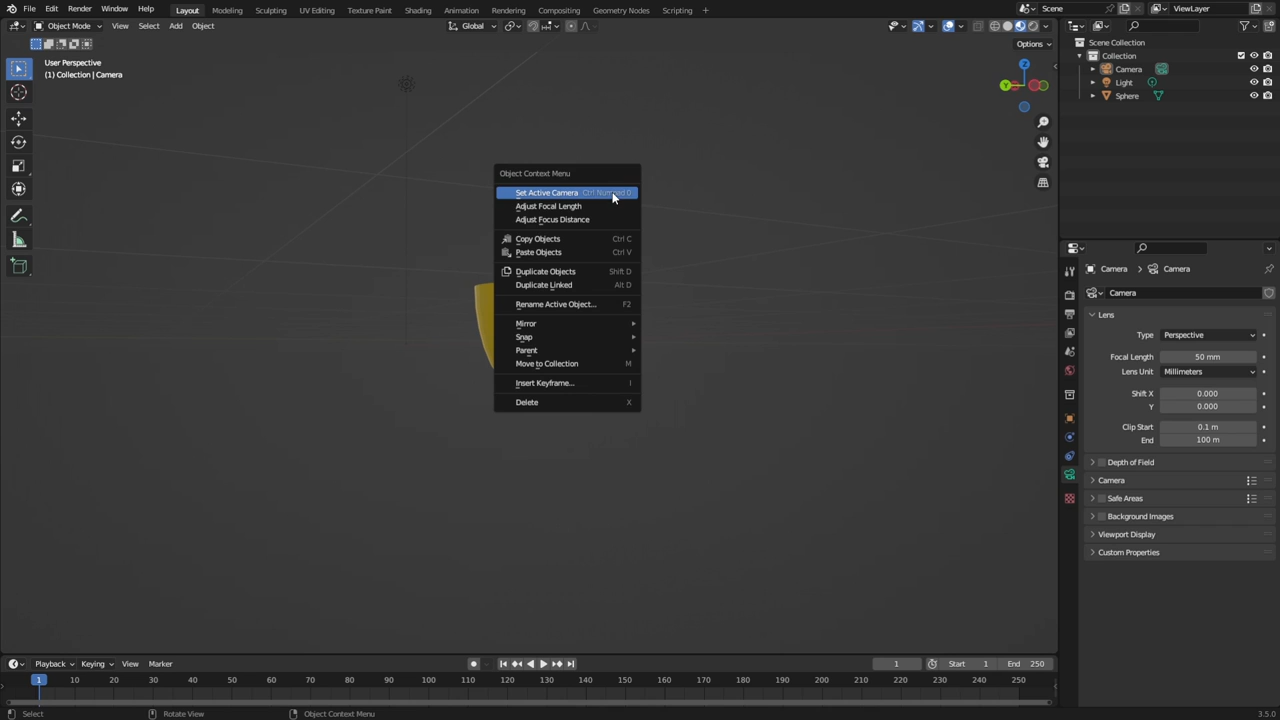 File Edit Render Window Help Layout Modeling Sculpting UV Editing Texture Paint Shading Animation Rendering Compositing Geometry Nodes Scripting + Scene ViewLayer
Object Mode View Select Add Object Global
Options
User Perspective
(1) Collection | Camera
Z
Y
Scene Collection
Collection
Camera
Light
Sphere
Object Context Menu
Set Active Camera
Adjust Focal Length
Adjust Focus Distance
Copy Objects Ctrl C
Paste Objects Ctrl V
Duplicate Objects Shift D
Duplicate Linked Alt D
Rename Active Object... F2
Mirror
Snap
Parent
Move to Collection M
Insert Keyframe... I
Delete X
Camera Camera
Camera
Lens
Type Perspective
Focal Length 50 mm
Lens Unit Millimeters
Shift X 0.000
Y 0.000
Clip Start 0.1 m
End 100 m
Depth of Field
Camera
Safe Areas
Background Images
Viewport Display
Custom Properties
Playback Keying View Marker 1 Start 1 End 250
1 10 20 30 40 50 60 70 80 90 100 110 120 130 140 150 160 170 180 190 200 210 220 230 240 250
Select Rotate View Object Context Menu 3.5.0